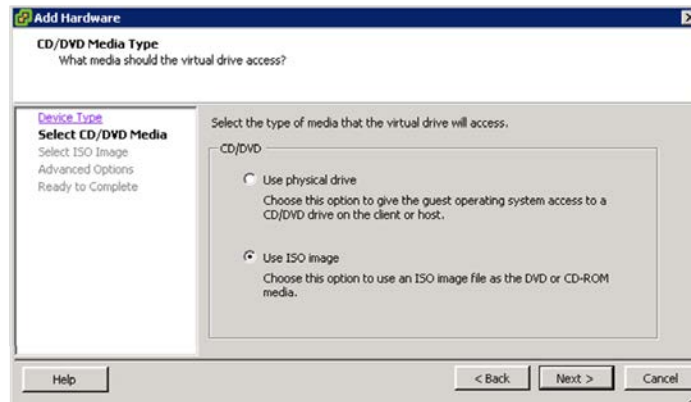 Add Hardware
CD/DVD Media Type
What media should the virtual drive access?
Device Type
Select CD/DVD Media
Select ISO Image
Advanced Options
Ready to Complete
Select the type of media that the virtual drive will access.
CD/DVD
Use physical drive
Choose this option to give the guest operating system access to a
CD/DVD drive on the client or host.
Use ISO image
Choose this option to use an ISO image file as the DVD or CD-ROM
media.
Help
< Back
Next >
Cancel